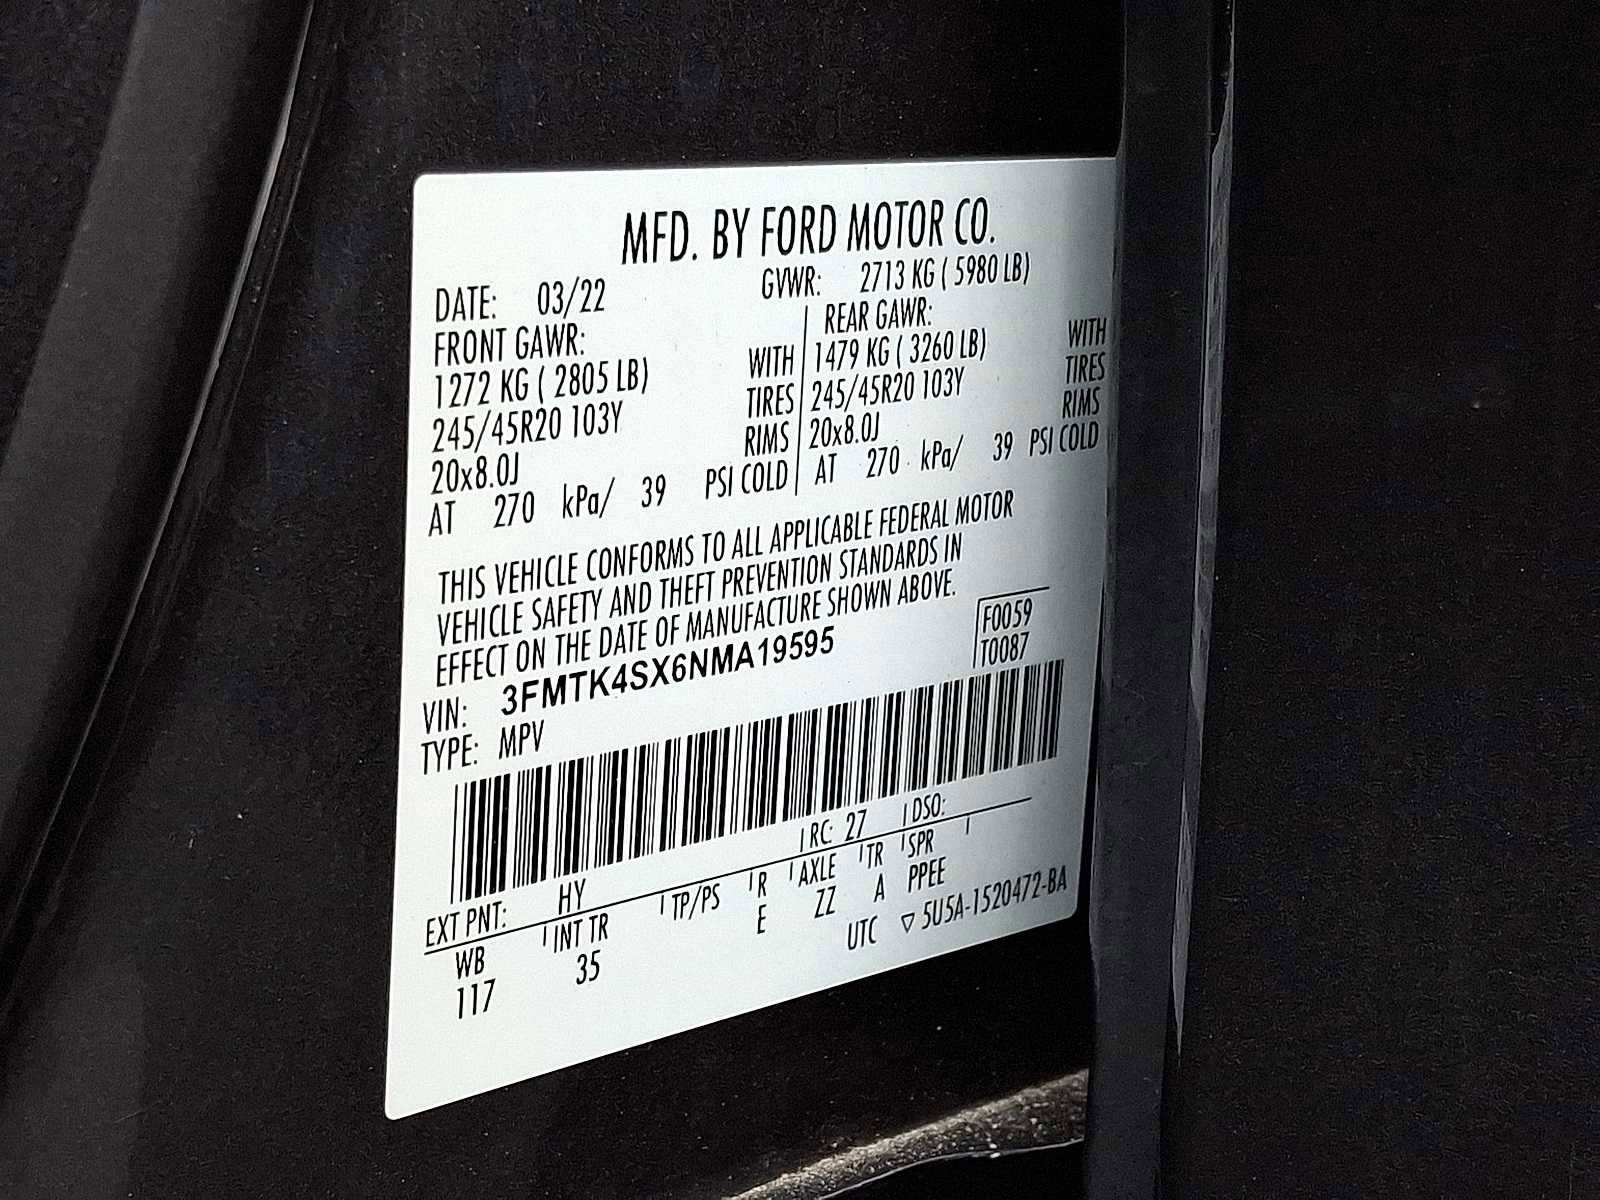 MFD. BY FORD MOTOR CO.
DATE: 03/22 GVWR: 2713 KG ( 5980 LB)
FRONT GAWR: REAR GAWR:
1272 KG ( 2805 LB) WITH 1479 KG ( 3260 LB) WITH
245/45R20 103Y TIRES 245/45R20 103Y TIRES
20x8.0J RIMS 20x8.0J RIMS
AT 270 kPa/ 39 PSI COLD AT 270 kPa/ 39 PSI COLD
THIS VEHICLE CONFORMS TO ALL APPLICABLE FEDERAL MOTOR
VEHICLE SAFETY AND THEFT PREVENTION STANDARDS IN
EFFECT ON THE DATE OF MANUFACTURE SHOWN ABOVE.
VIN: 3FMTK4SX6NMA19595 F0059
TYPE: MPV T0087
EXT PNT: HY RC: 27 DSO:
WB INT TR TP/PS R AXLE TR SPR
117 35 E ZZ A PPEE
UTC ▽ 5U5A-1520472-BA